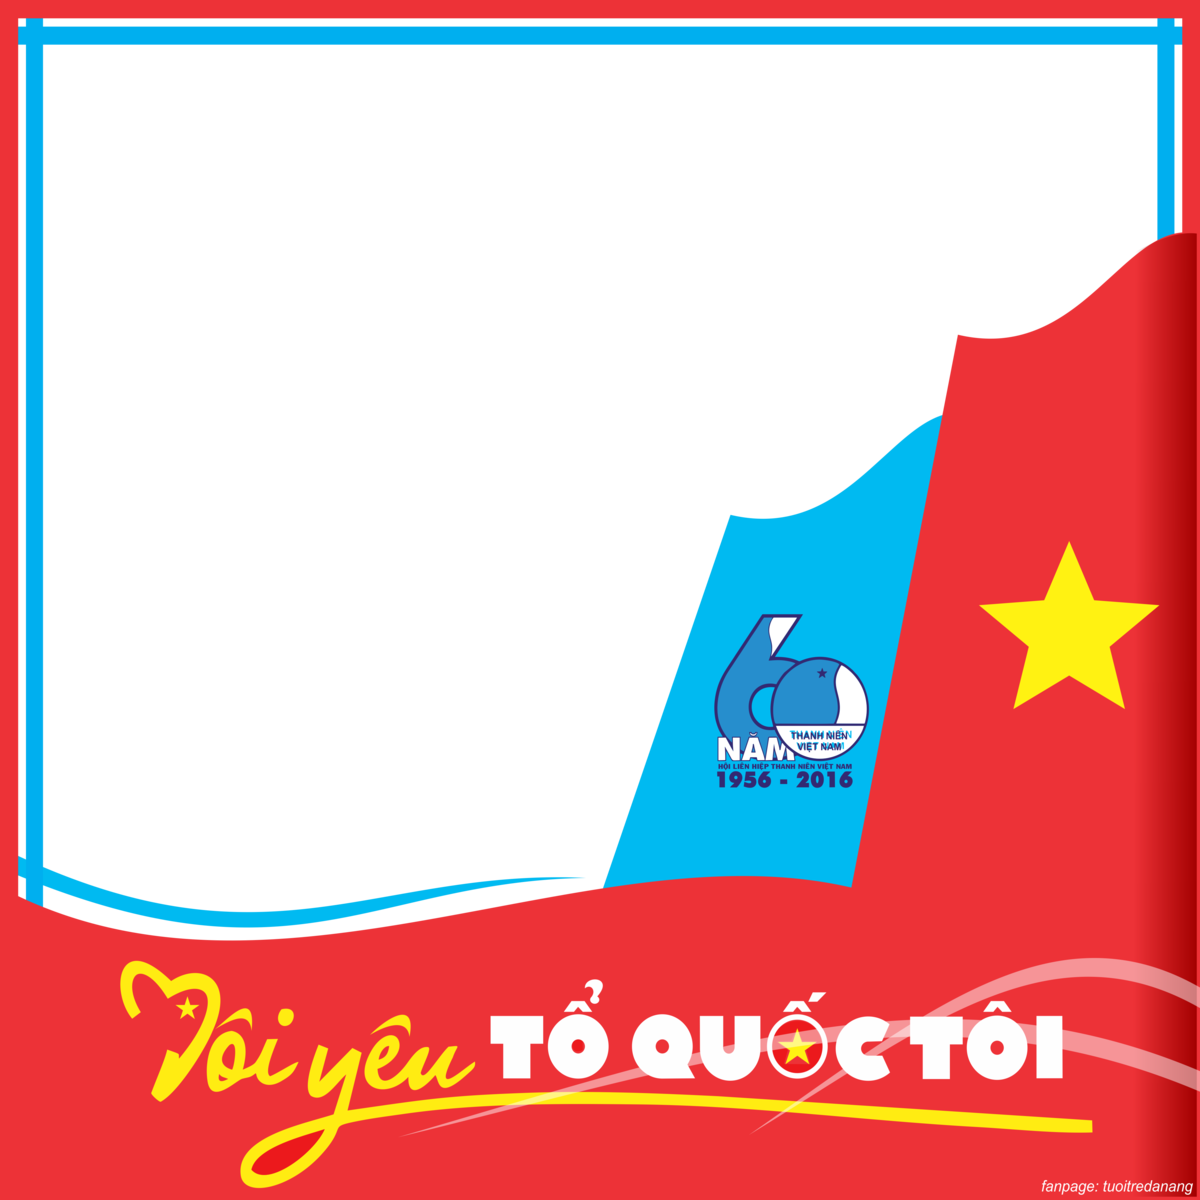 60
NĂM
THANH NIÊN
VIỆT NAM
HỘI LIÊN HIỆP THANH NIÊN VIỆT NAM
1956 - 2016
Tôi yêu TỔ QUỐC TÔI
fanpage: tuoitredanang